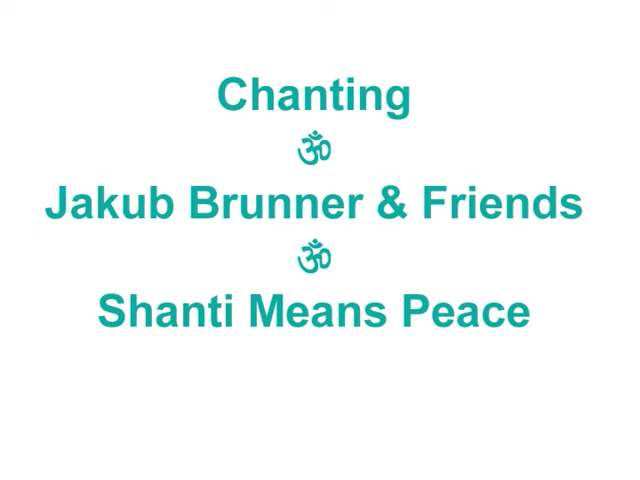 Chanting
ॐ
Jakub Brunner & Friends
ॐ
Shanti Means Peace